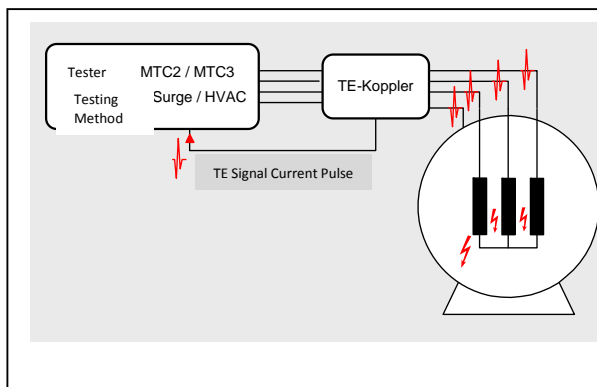 Tester MTC2 / MTC3
Testing Surge / HVAC
Method
TE-Koppler
TE Signal Current Pulse